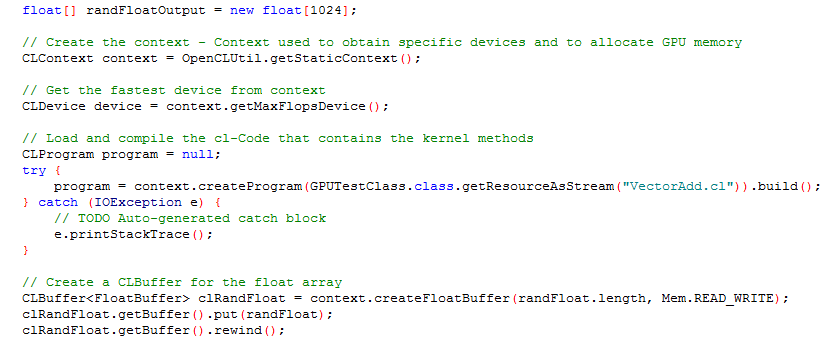 float[] randFloatOutput = new float[1024];
// Create the context - Context used to obtain specific devices and to allocate GPU memory
CLContext context = OpenCLUtil.getStaticContext();
// Get the fastest device from context
CLDevice device = context.getMaxFlopsDevice();
// Load and compile the cl-Code that contains the kernel methods
CLProgram program = null;
try {
    program = context.createProgram(GPUTestClass.class.getResourceAsStream("VectorAdd.cl")).build();
} catch (IOException e) {
    // TODO Auto-generated catch block
    e.printStackTrace();
}
// Create a CLBuffer for the float array
CLBuffer<FloatBuffer> clRandFloat = context.createFloatBuffer(randFloat.length, Mem.READ_WRITE);
clRandFloat.getBuffer().put(randFloat);
clRandFloat.getBuffer().rewind();